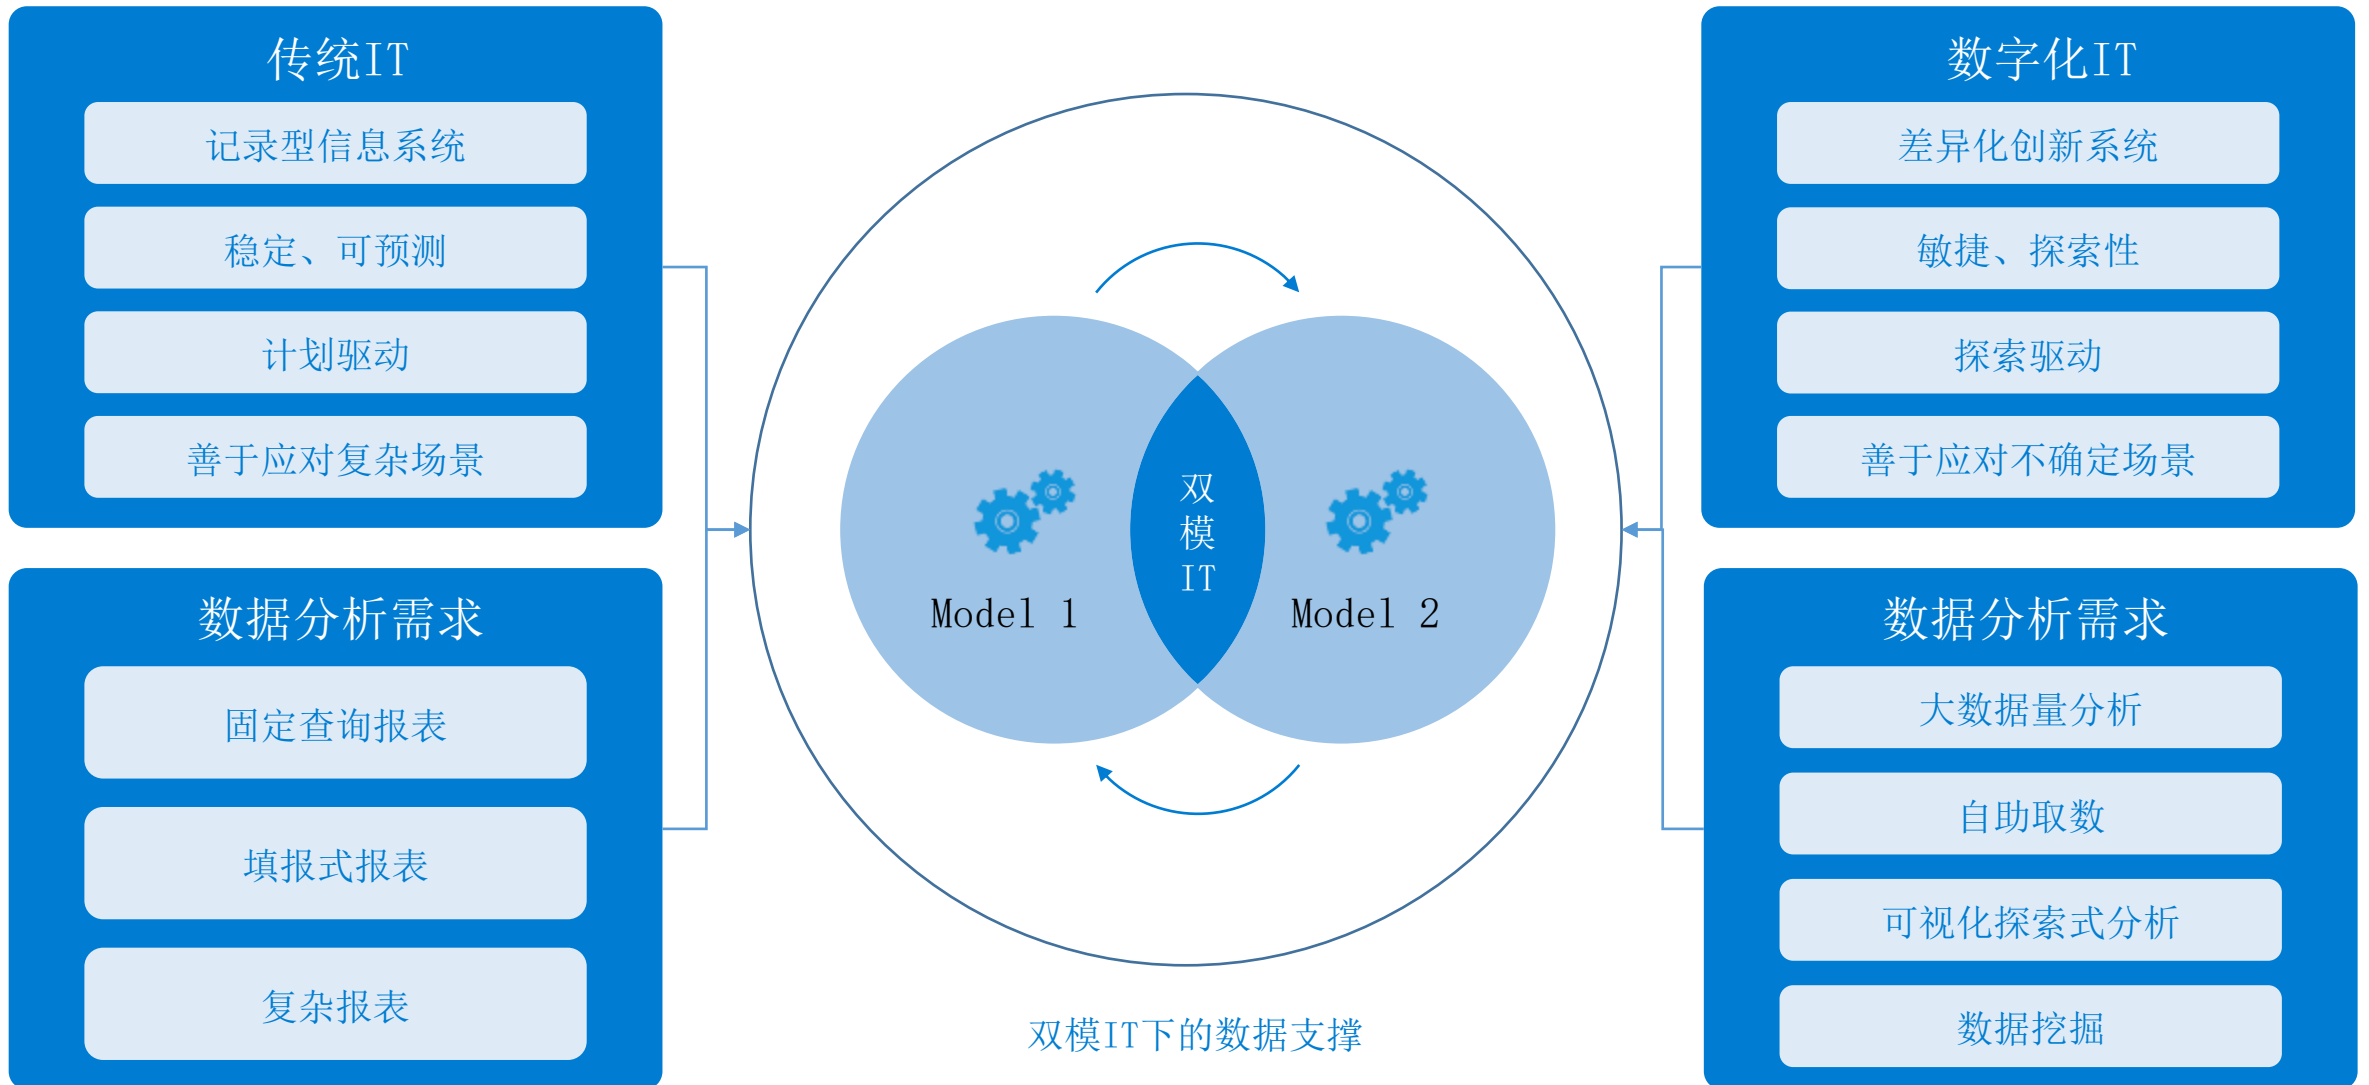 传统IT
记录型信息系统
稳定、可预测
计划驱动
善于应对复杂场景
数据分析需求
固定查询报表
填报式报表
复杂报表
双
模
IT
Model 1
Model 2
双模IT下的数据支撑
数字化IT
差异化创新系统
敏捷、探索性
探索驱动
善于应对不确定场景
数据分析需求
大数据量分析
自助取数
可视化探索式分析
数据挖掘